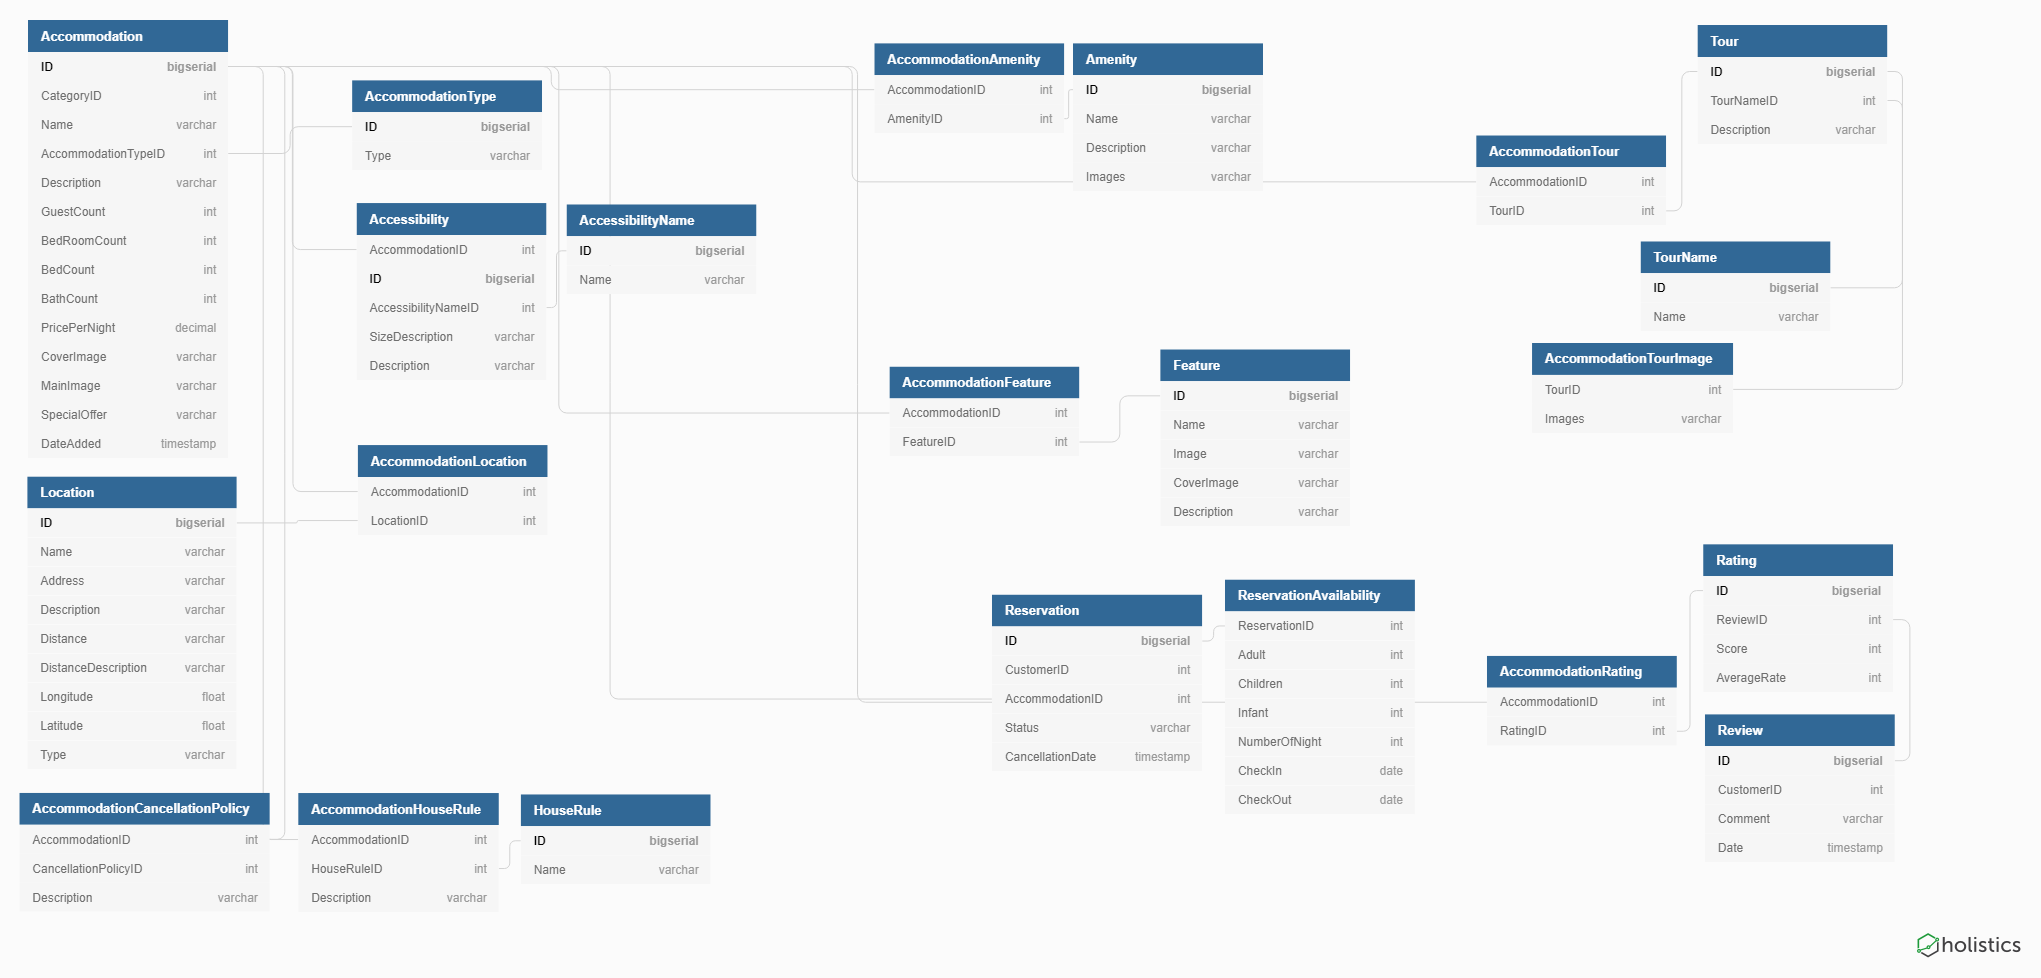 Accommodation
ID bigserial
CategoryID int
Name varchar
AccommodationTypeID int
Description varchar
GuestCount int
BedRoomCount int
BedCount int
BathCount int
PricePerNight decimal
CoverImage varchar
MainImage varchar
SpecialOffer varchar
DateAdded timestamp
Location
ID bigserial
Name varchar
Address varchar
Description varchar
Distance varchar
DistanceDescription varchar
Longitude float
Latitude float
Type varchar
AccommodationCancellationPolicy
AccommodationID int
CancellationPolicyID int
Description varchar
AccommodationType
ID bigserial
Type varchar
Accessibility
AccommodationID int
ID bigserial
AccessibilityNameID int
SizeDescription varchar
Description varchar
AccessibilityName
ID bigserial
Name varchar
AccommodationLocation
AccommodationID int
LocationID int
AccommodationHouseRule
AccommodationID int
HouseRuleID int
Description varchar
HouseRule
ID bigserial
Name varchar
AccommodationAmenity
AccommodationID int
AmenityID int
Amenity
ID bigserial
Name varchar
Description varchar
Images varchar
AccommodationFeature
AccommodationID int
FeatureID int
Feature
ID bigserial
Name varchar
Image varchar
CoverImage varchar
Description varchar
Reservation
ID bigserial
CustomerID int
AccommodationID int
Status varchar
CancellationDate timestamp
ReservationAvailability
ReservationID int
Adult int
Children int
Infant int
NumberOfNight int
CheckIn date
CheckOut date
Tour
ID bigserial
TourNameID int
Description varchar
AccommodationTour
AccommodationID int
TourID int
TourName
ID bigserial
Name varchar
AccommodationTourImage
TourID int
Images varchar
AccommodationRating
AccommodationID int
RatingID int
Rating
ID bigserial
ReviewID int
Score int
AverageRate int
Review
ID bigserial
CustomerID int
Comment varchar
Date timestamp
holistics